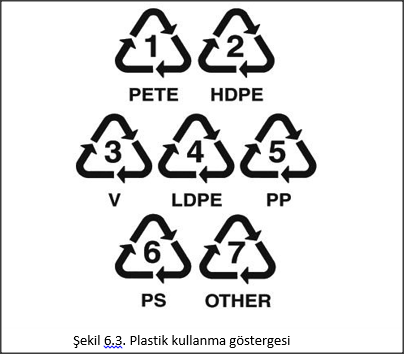 1 2
PETE HDPE
3 4 5
V LDPE PP
6 7
PS OTHER
Şekil 6.3. Plastik kullanma göstergesi